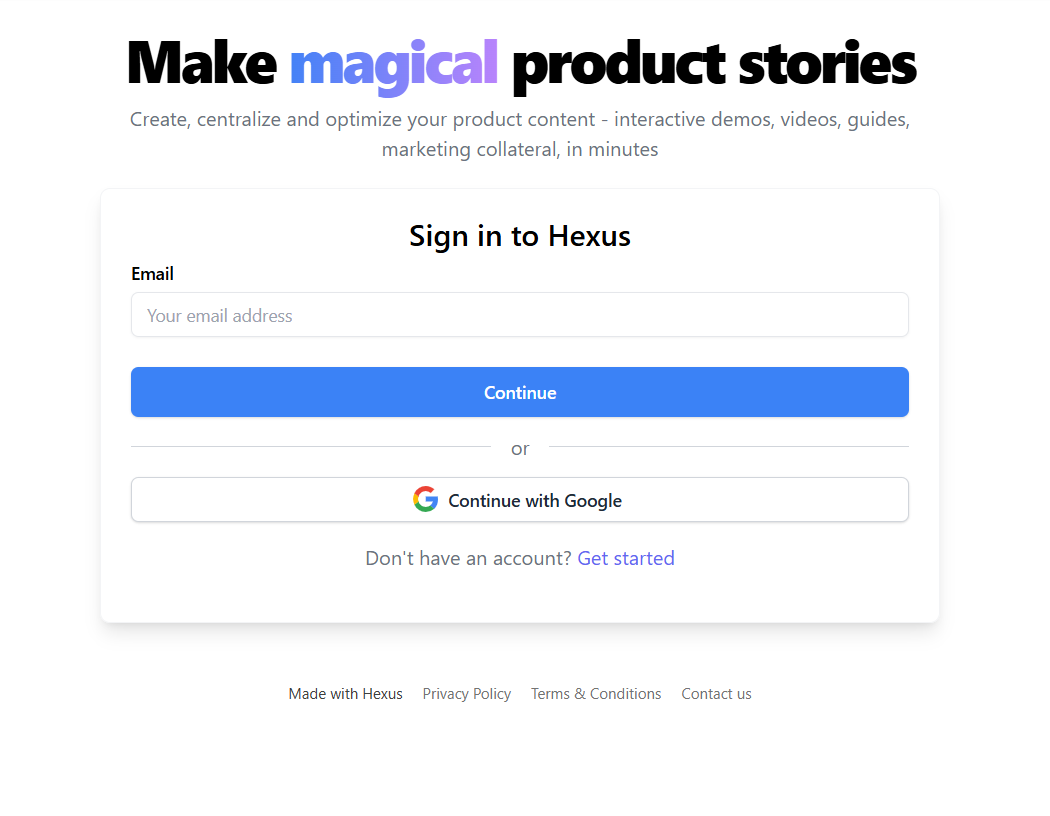 Make magical product stories
Create, centralize and optimize your product content - interactive demos, videos, guides,
marketing collateral, in minutes
Sign in to Hexus
Email
Your email address
Continue
or
Continue with Google
Don't have an account? Get started
Made with Hexus Privacy Policy Terms & Conditions Contact us